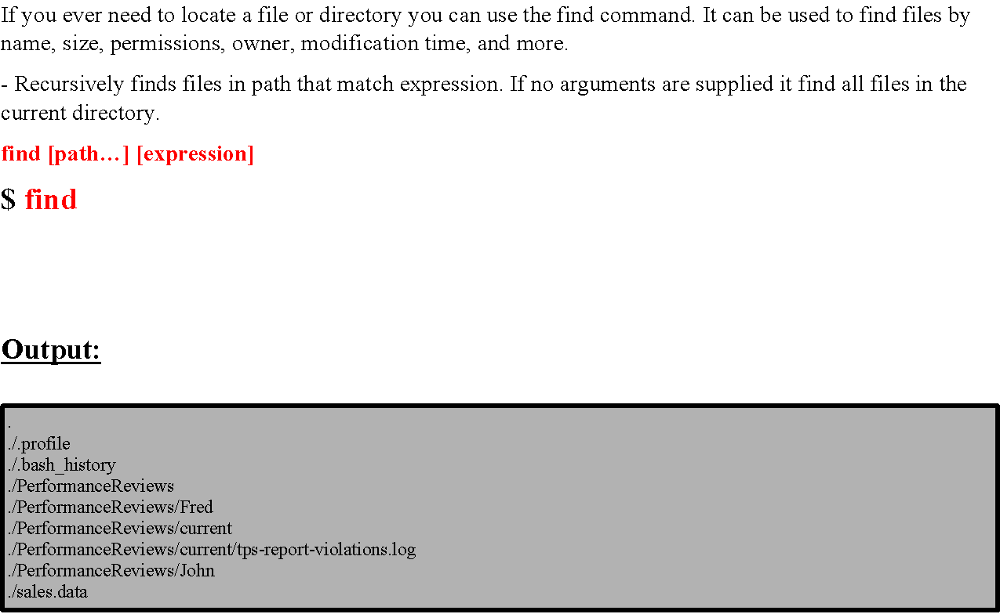 If you ever need to locate a file or directory you can use the find command. It can be used to find files by
name, size, permissions, owner, modification time, and more.
- Recursively finds files in path that match expression. If no arguments are supplied it find all files in the
current directory.
find [path…] [expression]
$ find
Output:
.
./.profile
./.bash_history
./PerformanceReviews
./PerformanceReviews/Fred
./PerformanceReviews/current
./PerformanceReviews/current/tps-report-violations.log
./PerformanceReviews/John
./sales.data